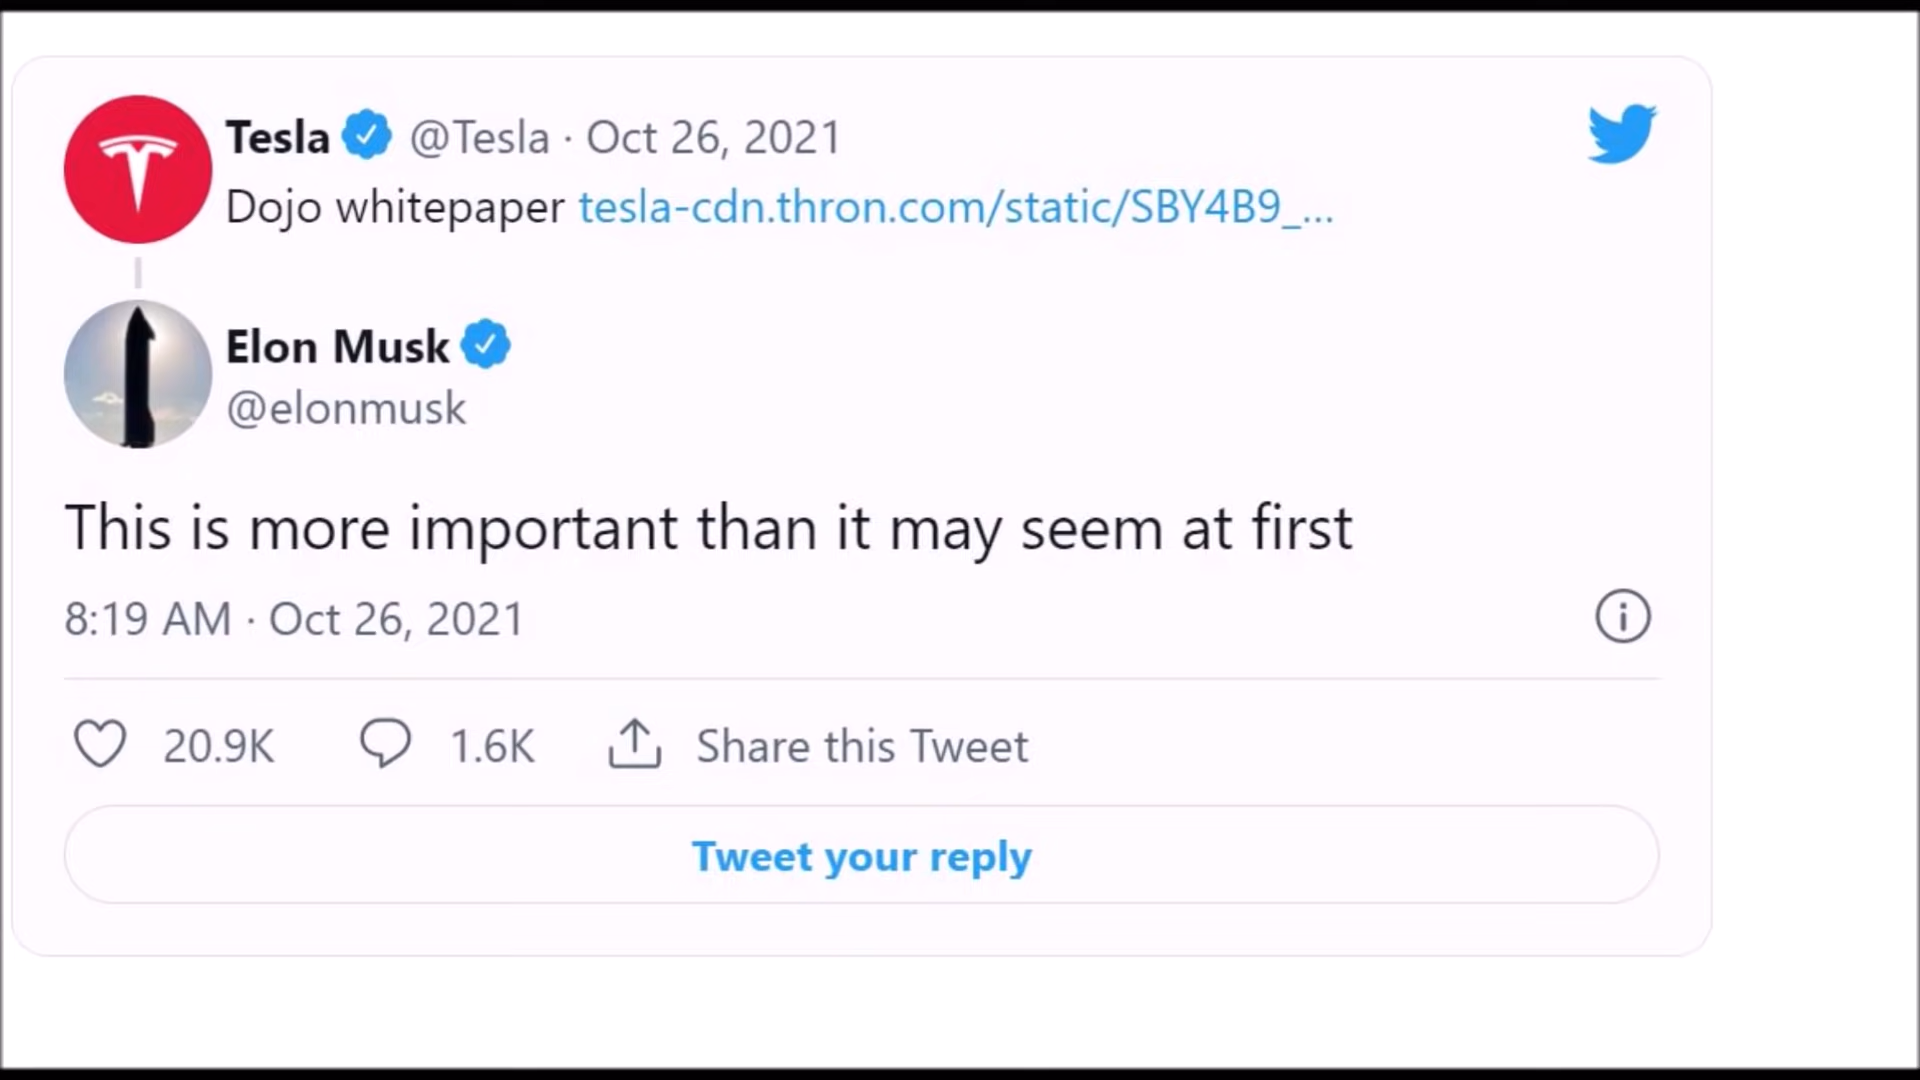 Tesla @Tesla · Oct 26, 2021
Dojo whitepaper tesla-cdn.thron.com/static/SBY4B9_...
Elon Musk
@elonmusk
This is more important than it may seem at first
8:19 AM · Oct 26, 2021
20.9K 1.6K Share this Tweet
Tweet your reply